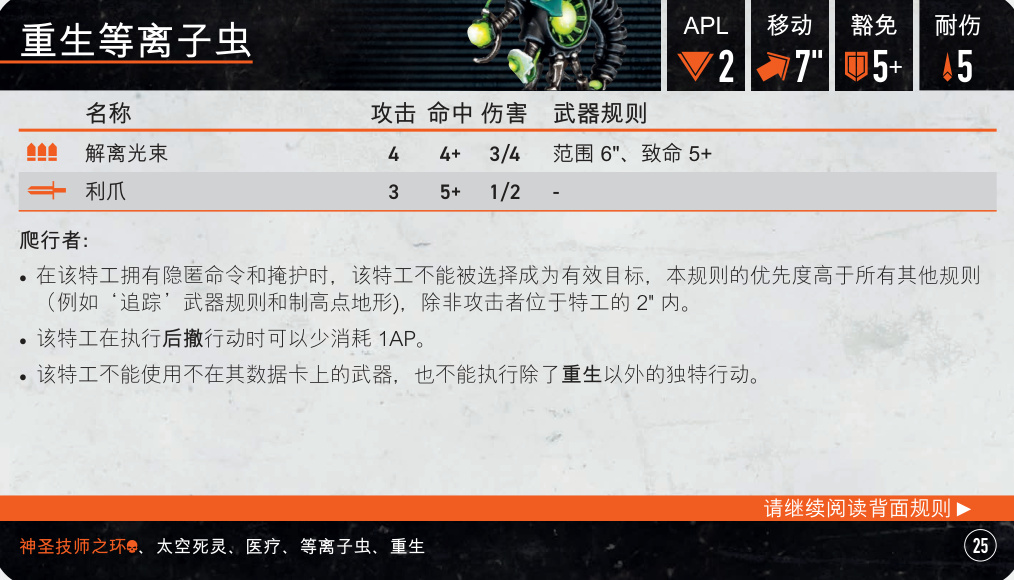 重生等离子虫
APL 移动 豁免 耐伤
2 7" 5+ 5
名称 攻击 命中 伤害 武器规则
解离光束 4 4+ 3/4 范围 6"、致命 5+
利爪 3 5+ 1/2 -
爬行者:
• 在该特工拥有隐匿命令和掩护时，该特工不能被选择成为有效目标，本规则的优先度高于所有其他规则
（例如‘追踪’武器规则和制高点地形)，除非攻击者位于特工的 2" 内。
• 该特工在执行后撤行动时可以少消耗 1AP。
• 该特工不能使用不在其数据卡上的武器，也不能执行除了重生以外的独特行动。
请继续阅读背面规则▶
神圣技师之环、太空死灵、医疗、等离子虫、重生
25